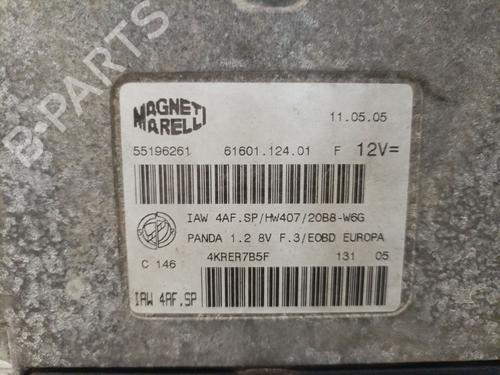 B-PARTS
MAGNETI MARELLI
11.05.05
55196261 61601.124.01 F 12V=
IAW 4AF.SP/HW407/20B8-W6G
PANDA 1.2 8V F.3/EOBD EUROPA
C 146 4KRER7B5F 131 05
IAW 4AF.SP